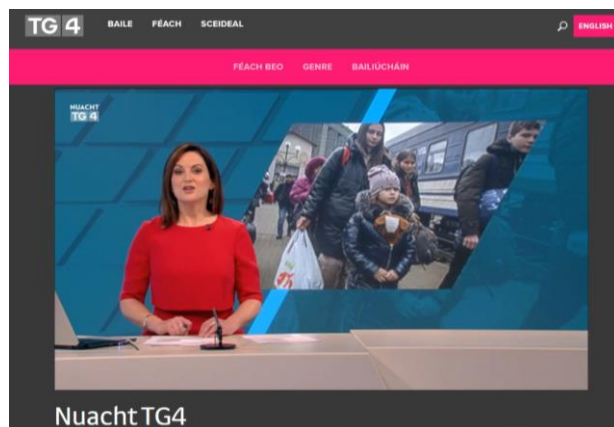 TG4 BAILE FÉACH SCEIDEAL ENGLISH
FÉACH BEO GENRE BAILIÚCHÁIN
NUACHT
TG4
Nuacht TG4